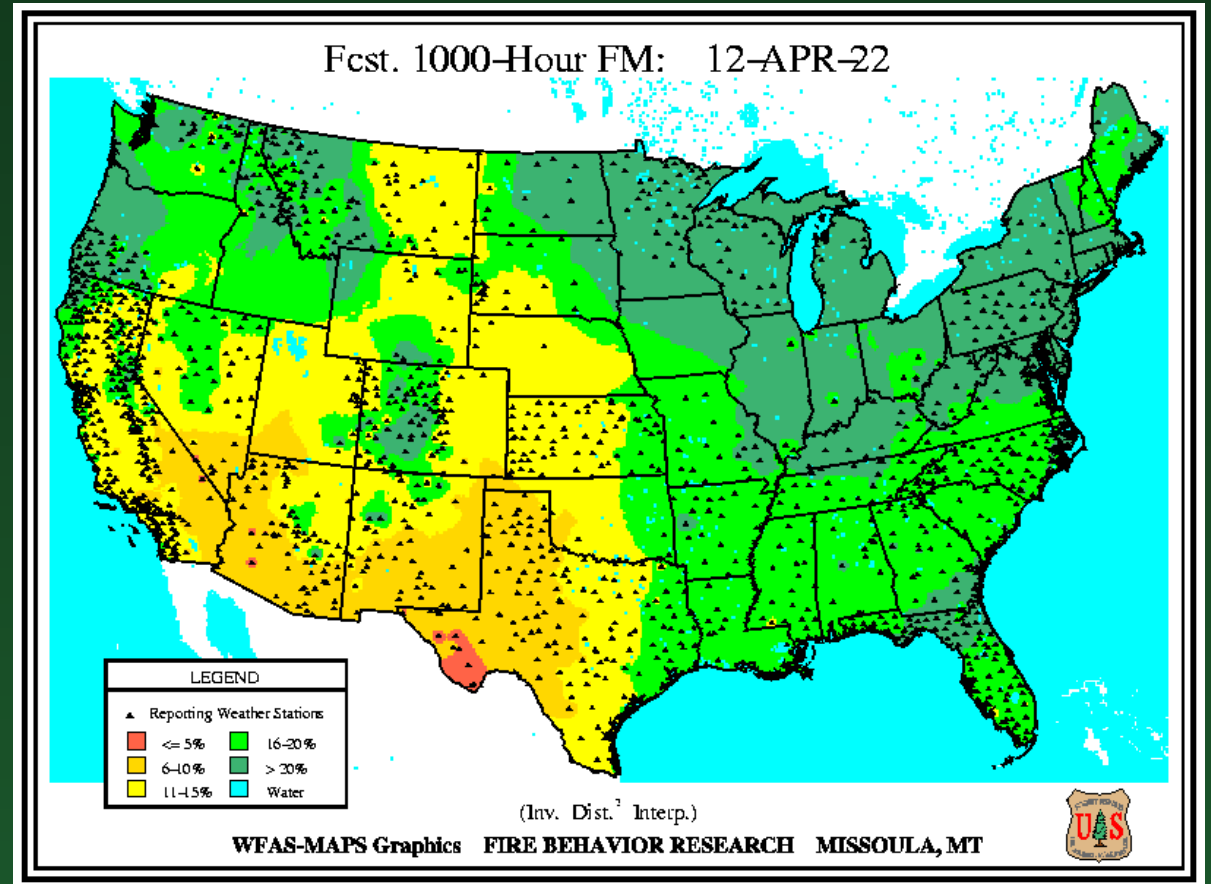 Fcst. 1000-Hour FM: 12-APR-22
LEGEND
Reporting Weather Stations
<= 5%
16-20%
6-10%
> 20%
11-15%
Water
(Inv. Dist.² Interp.)
WFAS-MAPS Graphics FIRE BEHAVIOR RESEARCH MISSOULA, MT
U S